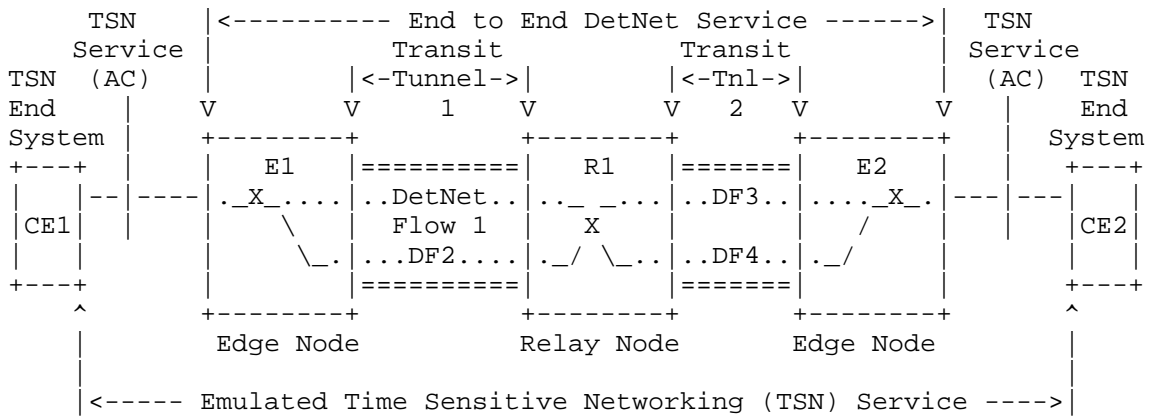 TSN |<---------- End to End DetNet Service ------>| TSN
Service | Transit Transit | Service
TSN (AC) | |<-Tunnel->| |<-Tnl->| | (AC) TSN
End | V V 1 V V 2 V V | End
System | +--------+ +--------+ +--------+ | System
+---+ | | E1 |==========| R1 |=======| E2 | | +---+
| |--|----|._X_....|..DetNet..|.._ _...|..DF3..|...._X_.|---|---| |
|CE1| | | \ | Flow 1 | X | | / | | |CE2|
| | | \_.|...DF2....|._/ \_..|..DF4..|._/ | | |
+---+ | |==========| |=======| | +---+
^ +--------+ +--------+ +--------+ ^
| Edge Node Relay Node Edge Node |
| |
|<----- Emulated Time Sensitive Networking (TSN) Service ---->|